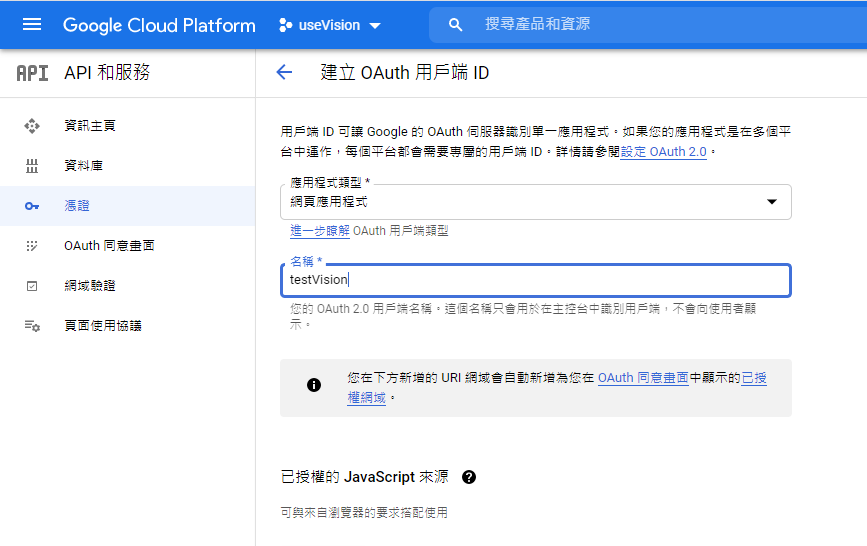 Google Cloud Platform
useVision
搜尋產品和資源
API
API 和服務
建立 OAuth 用戶端 ID
資訊主頁
資料庫
憑證
OAuth 同意畫面
網域驗證
頁面使用協議
用戶端 ID 可讓 Google 的 OAuth 伺服器識別單一應用程式。如果您的應用程式是在多個平
台中運作，每個平台都會需要專屬的用戶端 ID。詳情請參閱設定 OAuth 2.0。
應用程式類型 *
網頁應用程式
進一步瞭解 OAuth 用戶端類型
名稱 *
testVision
您的 OAuth 2.0 用戶端名稱。這個名稱只會用於在主控台中識別用戶端，不會向使用者顯
示。
您在下方新增的 URI 網域會自動新增為您在 OAuth 同意畫面中顯示的已授
權網域。
已授權的 JavaScript 來源
可與來自瀏覽器的要求搭配使用